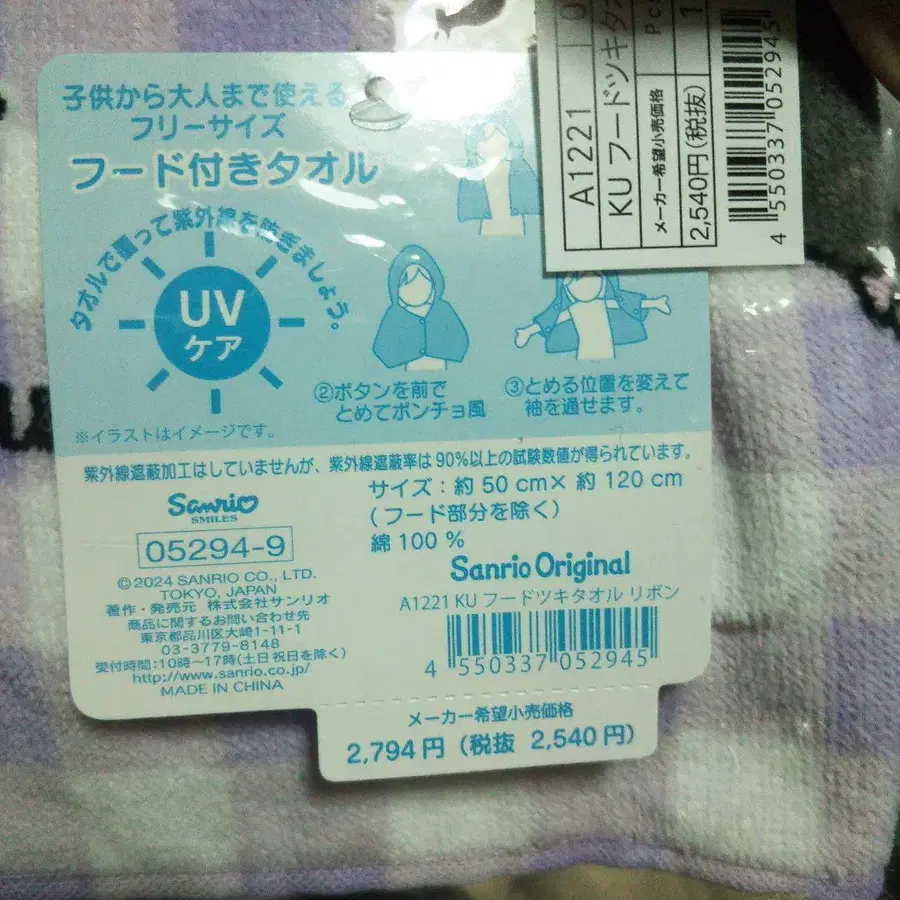 子供から大人まで使える
フリーサイズ
フード付きタオル
タオルで覆って紫外線を防ぎましょう。
UV
ケア
②ボタンを前で
とめてポンチョ風
③とめる位置を変えて
袖を通せます。
※イラストはイメージです。
紫外線遮蔽加工はしていませんが、紫外線遮蔽率は90%以上の試験数値が得られています。
Sanrio
SMILES
05294-9
©2024 SANRIO CO., LTD.
TOKYO, JAPAN
著作・発売元 株式会社サンリオ
商品に関するお問い合わせ先
東京都品川区大崎1-11-1
03-3779-8148
受付時間:10時〜17時(土日祝日を除く)
http://www.sanrio.co.jp/
MADE IN CHINA
サイズ:約50cm×約120cm
(フード部分を除く)
綿100%
Sanrio Original
A1221 KU フードツキタオル リボン
4 550337 052945
メーカー希望小売価格
2,794円(税抜 2,540円)
A1221
KU フードツキタオ
メーカー希望小売価格
2,540円(税抜)
4 550337 052945